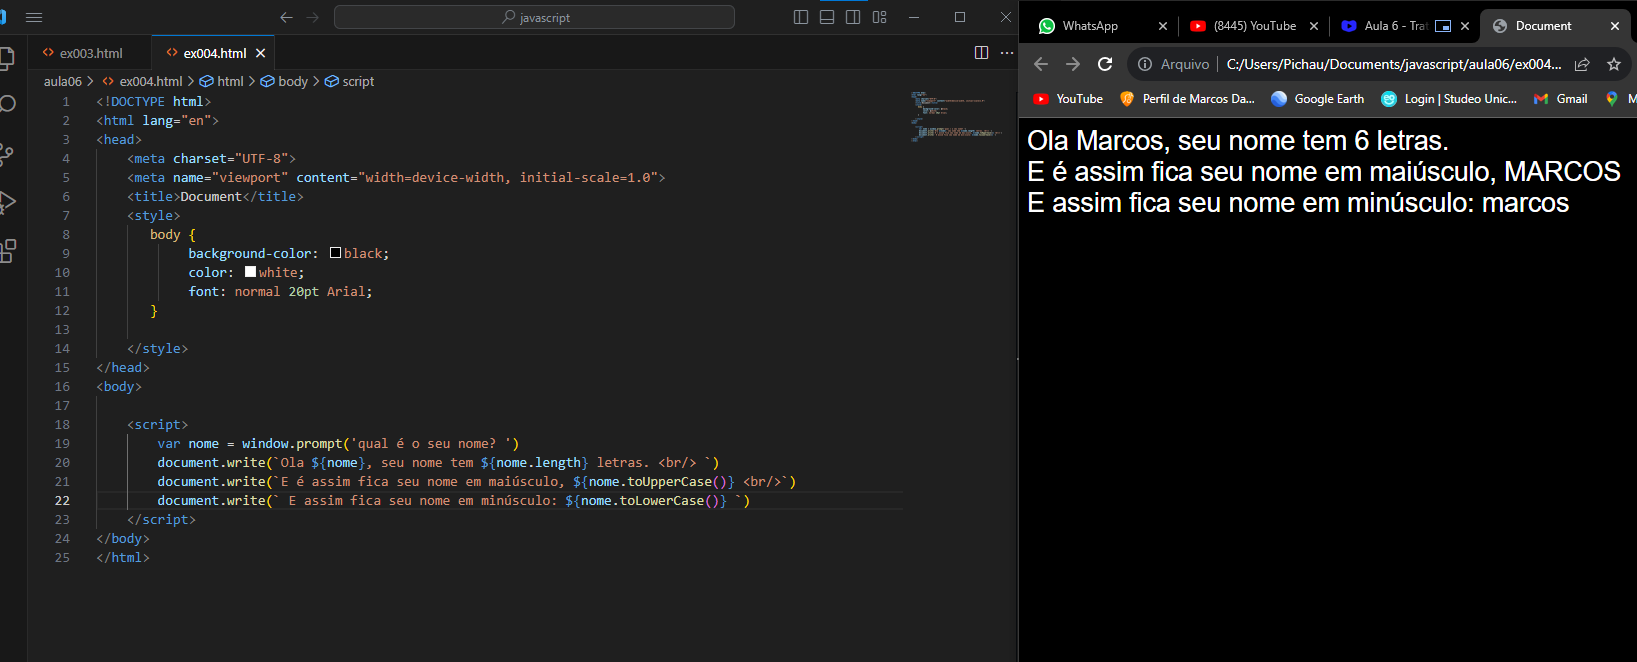 javascript
ex003.html
ex004.html
aula06 > ex004.html > html > body > script
1 <!DOCTYPE html>
2 <html lang="en">
3 <head>
4 <meta charset="UTF-8">
5 <meta name="viewport" content="width=device-width, initial-scale=1.0">
6 <title>Document</title>
7 <style>
8 body {
9 background-color: black;
10 color: white;
11 font: normal 20pt Arial;
12 }
13
14 </style>
15 </head>
16 <body>
17
18 <script>
19 var nome = window.prompt('qual é o seu nome? ')
20 document.write(`Ola ${nome}, seu nome tem ${nome.length} letras. <br/> `)
21 document.write(`E é assim fica seu nome em maiúsculo, ${nome.toUpperCase()} <br/>`)
22 document.write(` E assim fica seu nome em minúsculo: ${nome.toLowerCase()} `)
23 </script>
24 </body>
25 </html>
WhatsApp
(8445) YouTube
Aula 6 - Trat
Document
Arquivo | C:/Users/Pichau/Documents/javascript/aula06/ex004...
YouTube
Perfil de Marcos Da...
Google Earth
Login | Studeo Unic...
Gmail
M
Ola Marcos, seu nome tem 6 letras.
E é assim fica seu nome em maiúsculo, MARCOS
E assim fica seu nome em minúsculo: marcos